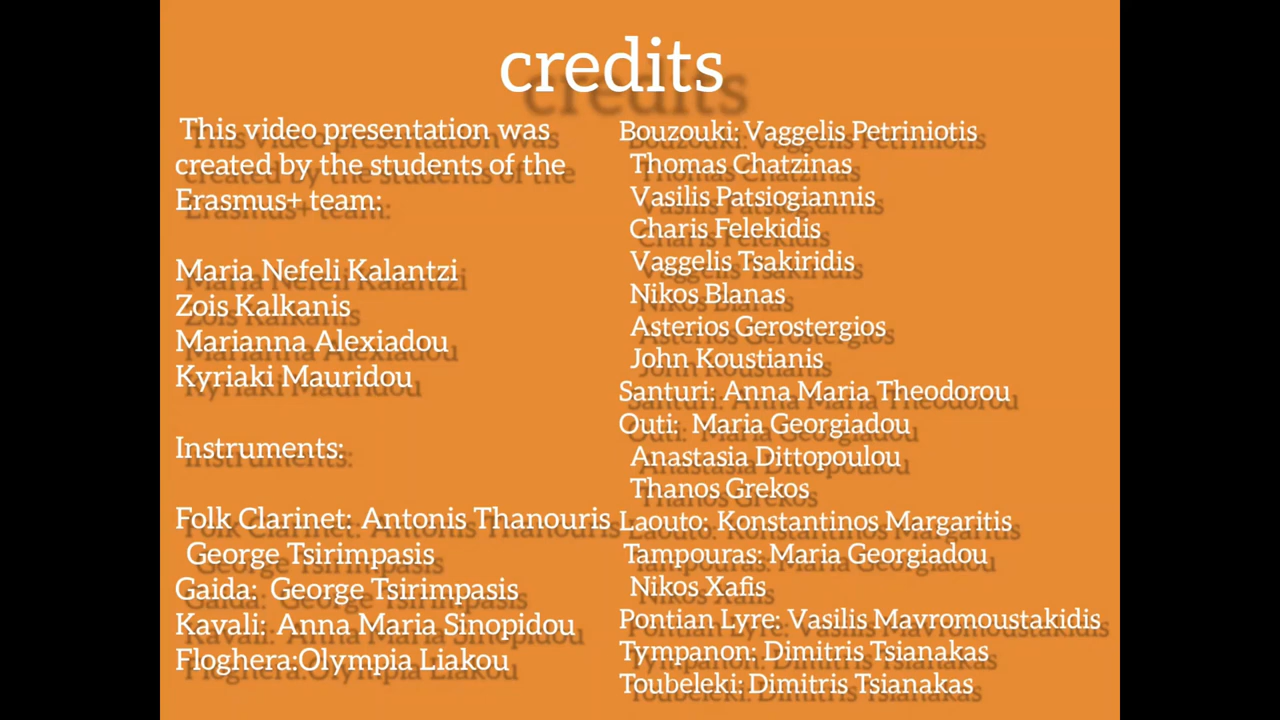 credits
This video presentation was
created by the students of the
Erasmus+ team:
Maria Nefeli Kalantzi
Zois Kalkanis
Marianna Alexiadou
Kyriaki Mauridou
Instruments:
Folk Clarinet: Antonis Thanouris
George Tsirimpasis
Gaida: George Tsirimpasis
Kavali: Anna Maria Sinopidou
Floghera:Olympia Liakou
Bouzouki: Vaggelis Petriniotis
Thomas Chatzinas
Vasilis Patsiogiannis
Charis Felekidis
Vaggelis Tsakiridis
Nikos Blanas
Asterios Gerostergios
John Koustianis
Santuri: Anna Maria Theodorou
Outi: Maria Georgiadou
Anastasia Dittopoulou
Thanos Grekos
Laouto: Konstantinos Margaritis
Tampouras: Maria Georgiadou
Nikos Xafis
Pontian Lyre: Vasilis Mavromoustakidis
Tympanon: Dimitris Tsianakas
Toubeleki: Dimitris Tsianakas